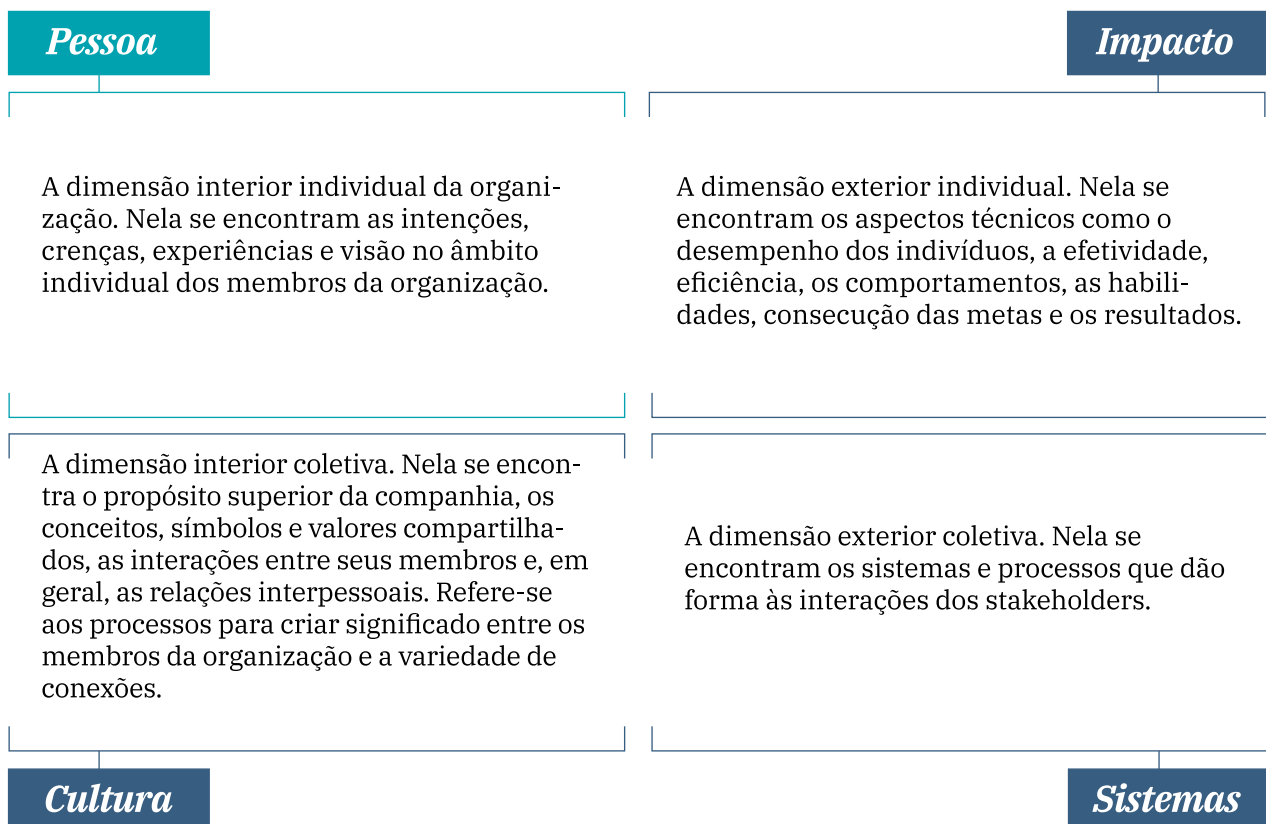 Pessoa
A dimensão interior individual da organi-
zação. Nela se encontram as intenções,
crenças, experiências e visão no âmbito
individual dos membros da organização.
Impacto
A dimensão exterior individual. Nela se
encontram os aspectos técnicos como o
desempenho dos indivíduos, a efetividade,
eficiência, os comportamentos, as habili-
dades, consecução das metas e os resultados.
A dimensão interior coletiva. Nela se encon-
tra o propósito superior da companhia, os
conceitos, símbolos e valores compartilha-
dos, as interações entre seus membros e, em
geral, as relações interpessoais. Refere-se
aos processos para criar significado entre os
membros da organização e a variedade de
conexões.
Cultura
A dimensão exterior coletiva. Nela se
encontram os sistemas e processos que dão
forma às interações dos stakeholders.
Sistemas